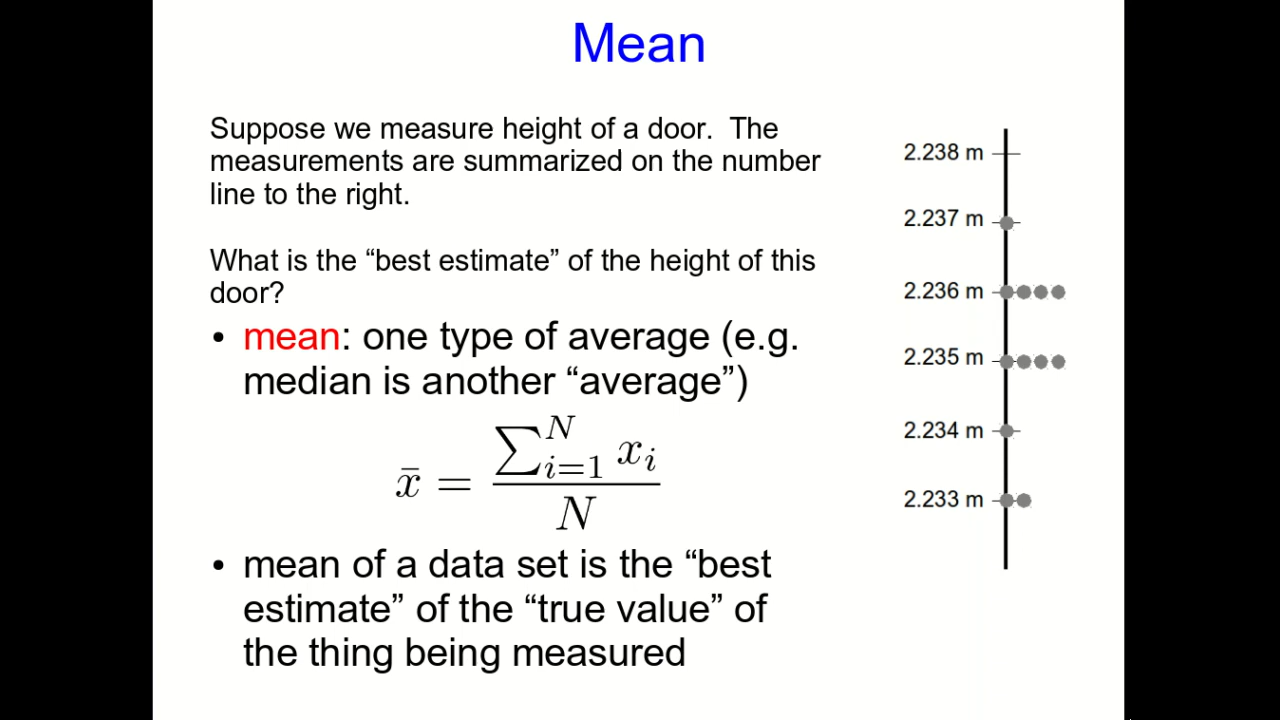 Mean
Suppose we measure height of a door.  The
measurements are summarized on the number
line to the right.
What is the “best estimate” of the height of this
door?
• mean: one type of average (e.g.
median is another “average”)
x̄ = ∑_{i=1}^{N} x_i / N
• mean of a data set is the “best
estimate” of the “true value” of
the thing being measured
2.238 m
2.237 m
2.236 m
2.235 m
2.234 m
2.233 m